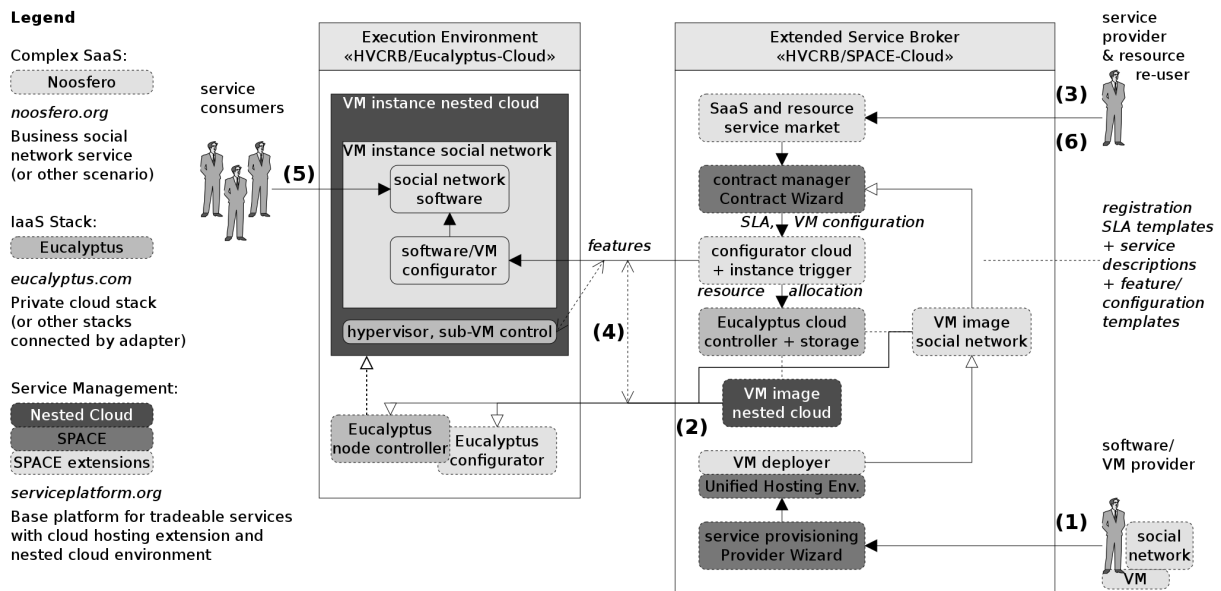 Legend
Complex SaaS:
Noosfero
noosfero.org
Business social
network service
(or other scenario)
IaaS Stack:
Eucalyptus
eucalyptus.com
Private cloud stack
(or other stacks
connected by adapter)
Service Management:
Nested Cloud
SPACE
SPACE extensions
serviceplatform.org
Base platform for tradeable services
with cloud hosting extension and
nested cloud environment
service
consumers
(5)
Execution Environment
«HVCRB/Eucalyptus-Cloud»
VM instance nested cloud
VM instance social network
social network
software
software/VM
configurator
hypervisor, sub-VM control
Eucalyptus
node controller
Eucalyptus
configurator
features
(4)
Extended Service Broker
«HVCRB/SPACE-Cloud»
SaaS and resource
service market
contract manager
Contract Wizard
SLA, VM configuration
configurator cloud
+ instance trigger
resource allocation
Eucalyptus cloud
controller + storage
VM image
social network
VM image
nested cloud
(2)
VM deployer
Unified Hosting Env.
service provisioning
Provider Wizard
service
provider
& resource
re-user
(3)
(6)
registration
SLA templates
+ service
descriptions
+ feature/
configuration
templates
software/
VM provider
(1)
social
network
VM